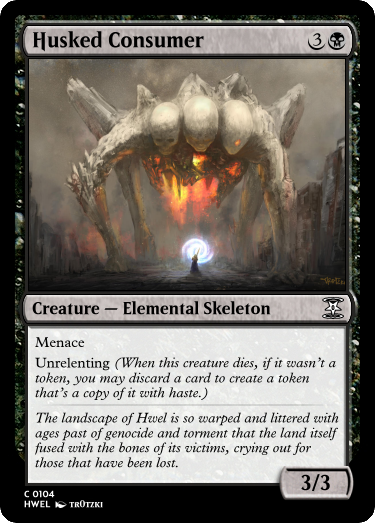 Husked Consumer 3
Creature — Elemental Skeleton
Menace
Unrelenting (When this creature dies, if it wasn't a
token, you may discard a card to create a token
that's a copy of it with haste.)
The landscape of Hwel is so warped and littered with
ages past of genocide and torment that the land itself
fused with the bones of its victims, crying out for
those that have been lost.
3/3
C 0104
HWEL TR0TZKI